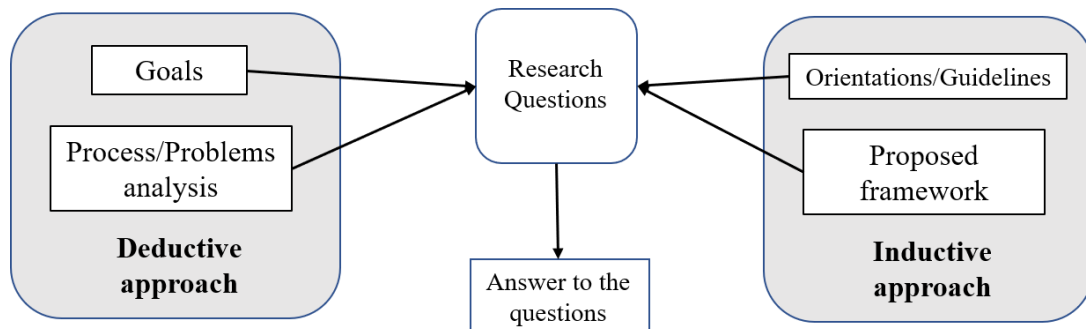 Goals
Process/Problems
analysis
Deductive
approach
Research
Questions
Answer to the
questions
Orientations/Guidelines
Proposed
framework
Inductive
approach